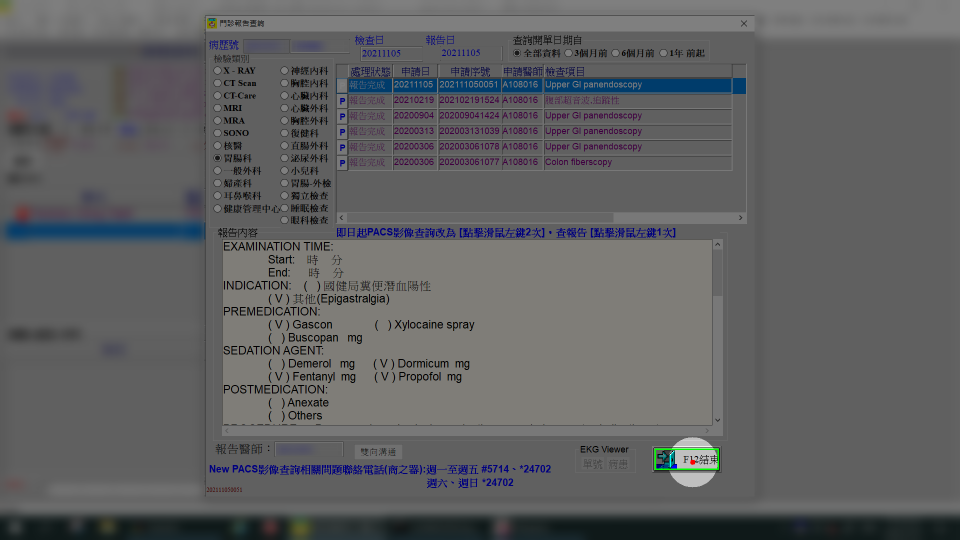 門診報告查詢
病歷號
檢查日 報告日
20211105 20211105
查詢開單日期自
全部資料 3個月前 6個月前 1年 前起
檢驗類別
X - RAY 神經內科
CT Scan 胸腔內科
CT-Care 心臟內科
MRI 心臟外科
MRA 胸腔外科
SONO 復健科
核醫 直腸外科
胃腸科 泌尿外科
一般外科 小兒科
婦產科 胃腸-外檢
耳鼻喉科 獨立檢查
健康管理中心 睡眠檢查
眼科檢查
處理狀態 申請日 申請序號 申請醫師 檢查項目
報告完成 20211105 202111050051 A108016 Upper GI panendoscopy
P 報告完成 20210219 202102191524 A108016 腹部超音波,追蹤性
P 報告完成 20200904 202009041424 A108016 Upper GI panendoscopy
P 報告完成 20200313 202003131039 A108016 Upper GI panendoscopy
P 報告完成 20200306 202003061078 A108016 Upper GI panendoscopy
P 報告完成 20200306 202003061077 A108016 Colon fiberscopy
報告內容
即日起PACS影像查詢改為 [點擊滑鼠左鍵2次]，查報告 [點擊滑鼠左鍵1次]
EXAMINATION TIME:
Start: 時 分
End: 時 分
INDICATION: ( ) 國健局糞便潛血陽性
( V ) 其他(Epigastralgia)
PREMEDICATION:
( V ) Gascon ( ) Xylocaine spray
( ) Buscopan mg
SEDATION AGENT:
( ) Demerol mg ( V ) Dormicum mg
( V ) Fentanyl mg ( V ) Propofol mg
POSTMEDICATION:
( ) Anexate
( ) Others
報告醫師：
雙向溝通
EKG Viewer
單號 病患
F12結束
New PACS影像查詢相關問題聯絡電話(商之器):週一至週五 #5714、*24702
週六、週日 *24702
202111050051